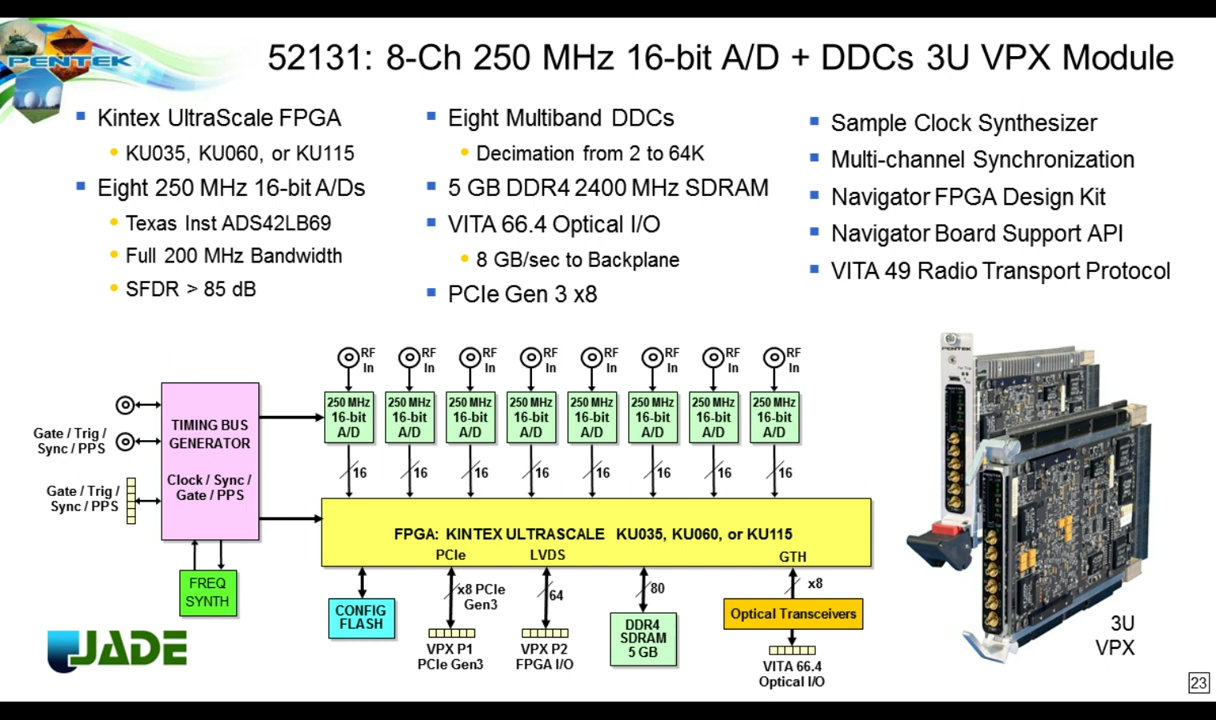 PENTEK
52131: 8-Ch 250 MHz 16-bit A/D + DDCs 3U VPX Module
Kintex UltraScale FPGA
KU035, KU060, or KU115
Eight 250 MHz 16-bit A/Ds
Texas Inst ADS42LB69
Full 200 MHz Bandwidth
SFDR > 85 dB
Eight Multiband DDCs
Decimation from 2 to 64K
5 GB DDR4 2400 MHz SDRAM
VITA 66.4 Optical I/O
8 GB/sec to Backplane
PCIe Gen 3 x8
Sample Clock Synthesizer
Multi-channel Synchronization
Navigator FPGA Design Kit
Navigator Board Support API
VITA 49 Radio Transport Protocol
RF In
RF In
RF In
RF In
RF In
RF In
RF In
RF In
250 MHz 16-bit A/D
250 MHz 16-bit A/D
250 MHz 16-bit A/D
250 MHz 16-bit A/D
250 MHz 16-bit A/D
250 MHz 16-bit A/D
250 MHz 16-bit A/D
250 MHz 16-bit A/D
16
16
16
16
16
16
16
16
Gate / Trig /
Sync / PPS
Gate / Trig /
Sync / PPS
TIMING BUS
GENERATOR
Clock / Sync /
Gate / PPS
FREQ
SYNTH
FPGA: KINTEX ULTRASCALE KU035, KU060, or KU115
PCIe
LVDS
GTH
CONFIG
FLASH
x8 PCIe
Gen3
VPX P1
PCIe Gen3
64
VPX P2
FPGA I/O
80
DDR4
SDRAM
5 GB
x8
Optical Transceivers
VITA 66.4
Optical I/O
PENTEK
3U
VPX
JADE
23